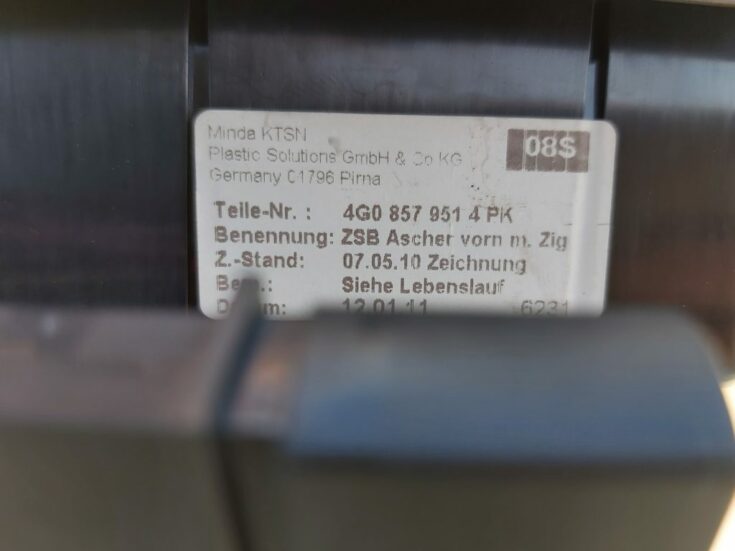 Minda KTSN
Plastic Solutions GmbH & Co KG
Germany 01796 Pirna
08S
Teile-Nr. : 4G0 857 951 4 PK
Benennung: ZSB Ascher vorn m. Zig
Z.-Stand: 07.05.10 Zeichnung
Siehe Lebenslauf
12.01.11 6231